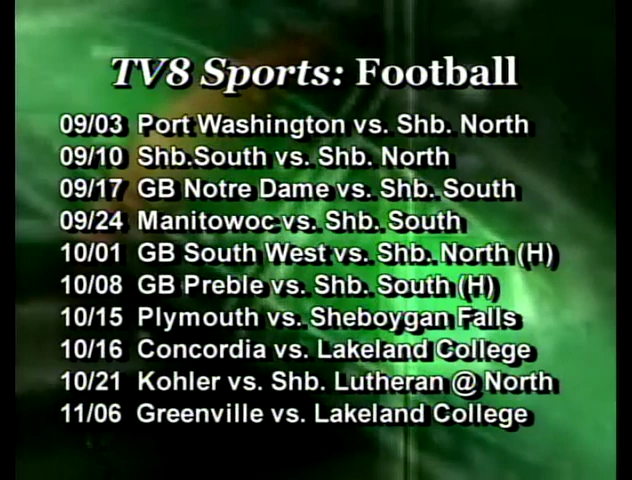 TV8 Sports: Football
09/03 Port Washington vs. Shb. North
09/10 Shb.South vs. Shb. North
09/17 GB Notre Dame vs. Shb. South
09/24 Manitowoc vs. Shb. South
10/01 GB South West vs. Shb. North (H)
10/08 GB Preble vs. Shb. South (H)
10/15 Plymouth vs. Sheboygan Falls
10/16 Concordia vs. Lakeland College
10/21 Kohler vs. Shb. Lutheran @ North
11/06 Greenville vs. Lakeland College